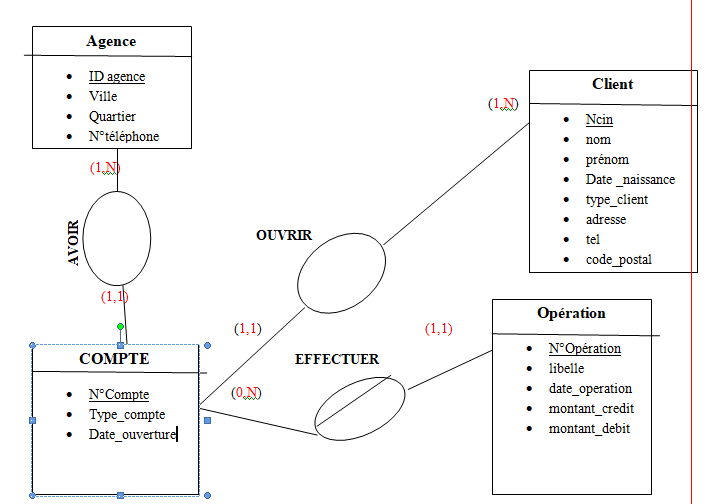 Agence
ID agence
Ville
Quartier
N°téléphone
(1,N)
AVOIR
(1,1)
COMPTE
N°Compte
Type_compte
Date_ouverture
OUVRIR
(1,N)
(1,1)
Client
Ncin
nom
prénom
Date _naissance
type_client
adresse
tel
code_postal
EFFECTUER
(0,N)
(1,1)
Opération
N°Opération
libelle
date_operation
montant_credit
montant_debit